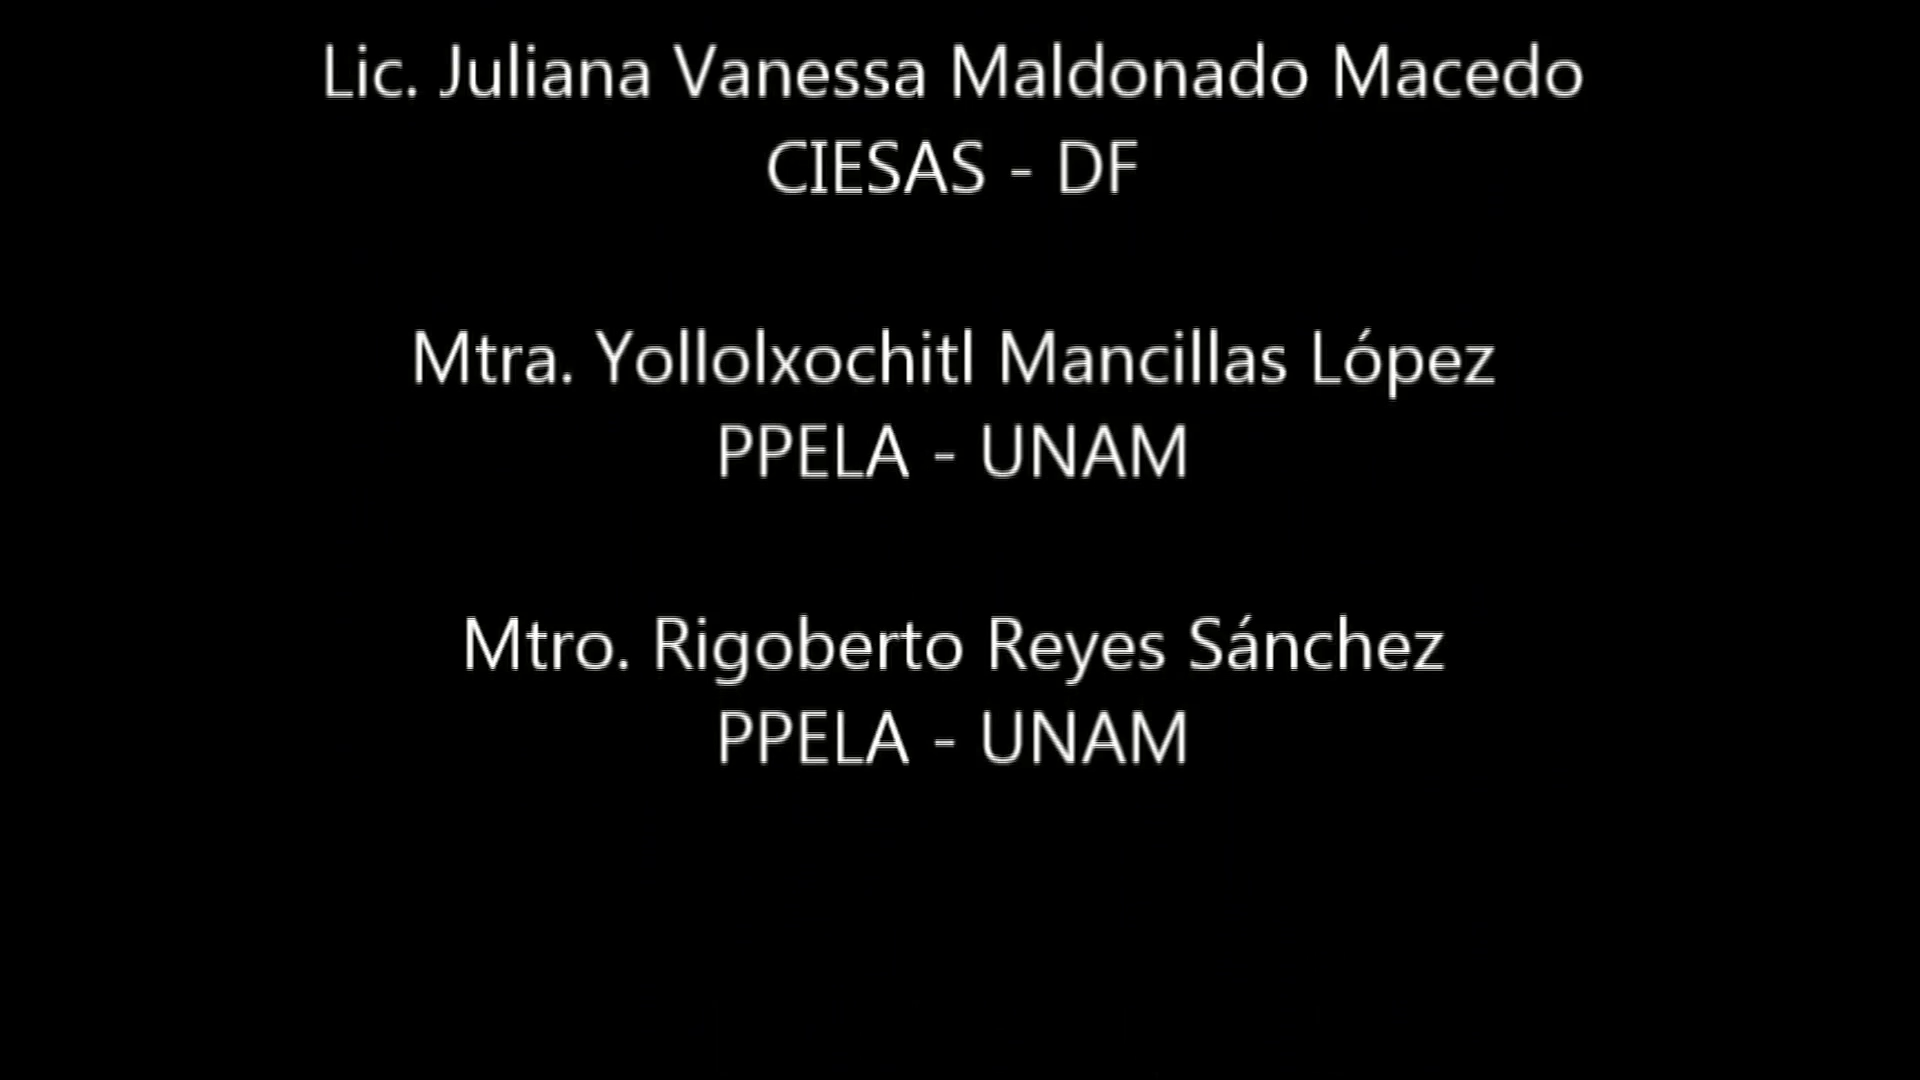 Lic. Juliana Vanessa Maldonado Macedo
CIESAS - DF
Mtra. Yollolxochitl Mancillas López
PPELA - UNAM
Mtro. Rigoberto Reyes Sánchez
PPELA - UNAM